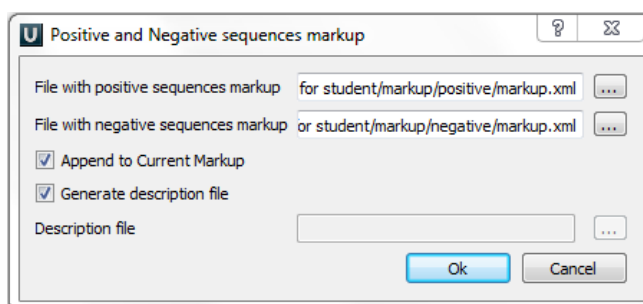 U Positive and Negative sequences markup ?
File with positive sequences markup for student/markup/positive/markup.xml ...
File with negative sequences markup or student/markup/negative/markup.xml ...
Append to Current Markup
Generate description file
Description file ...
Ok Cancel